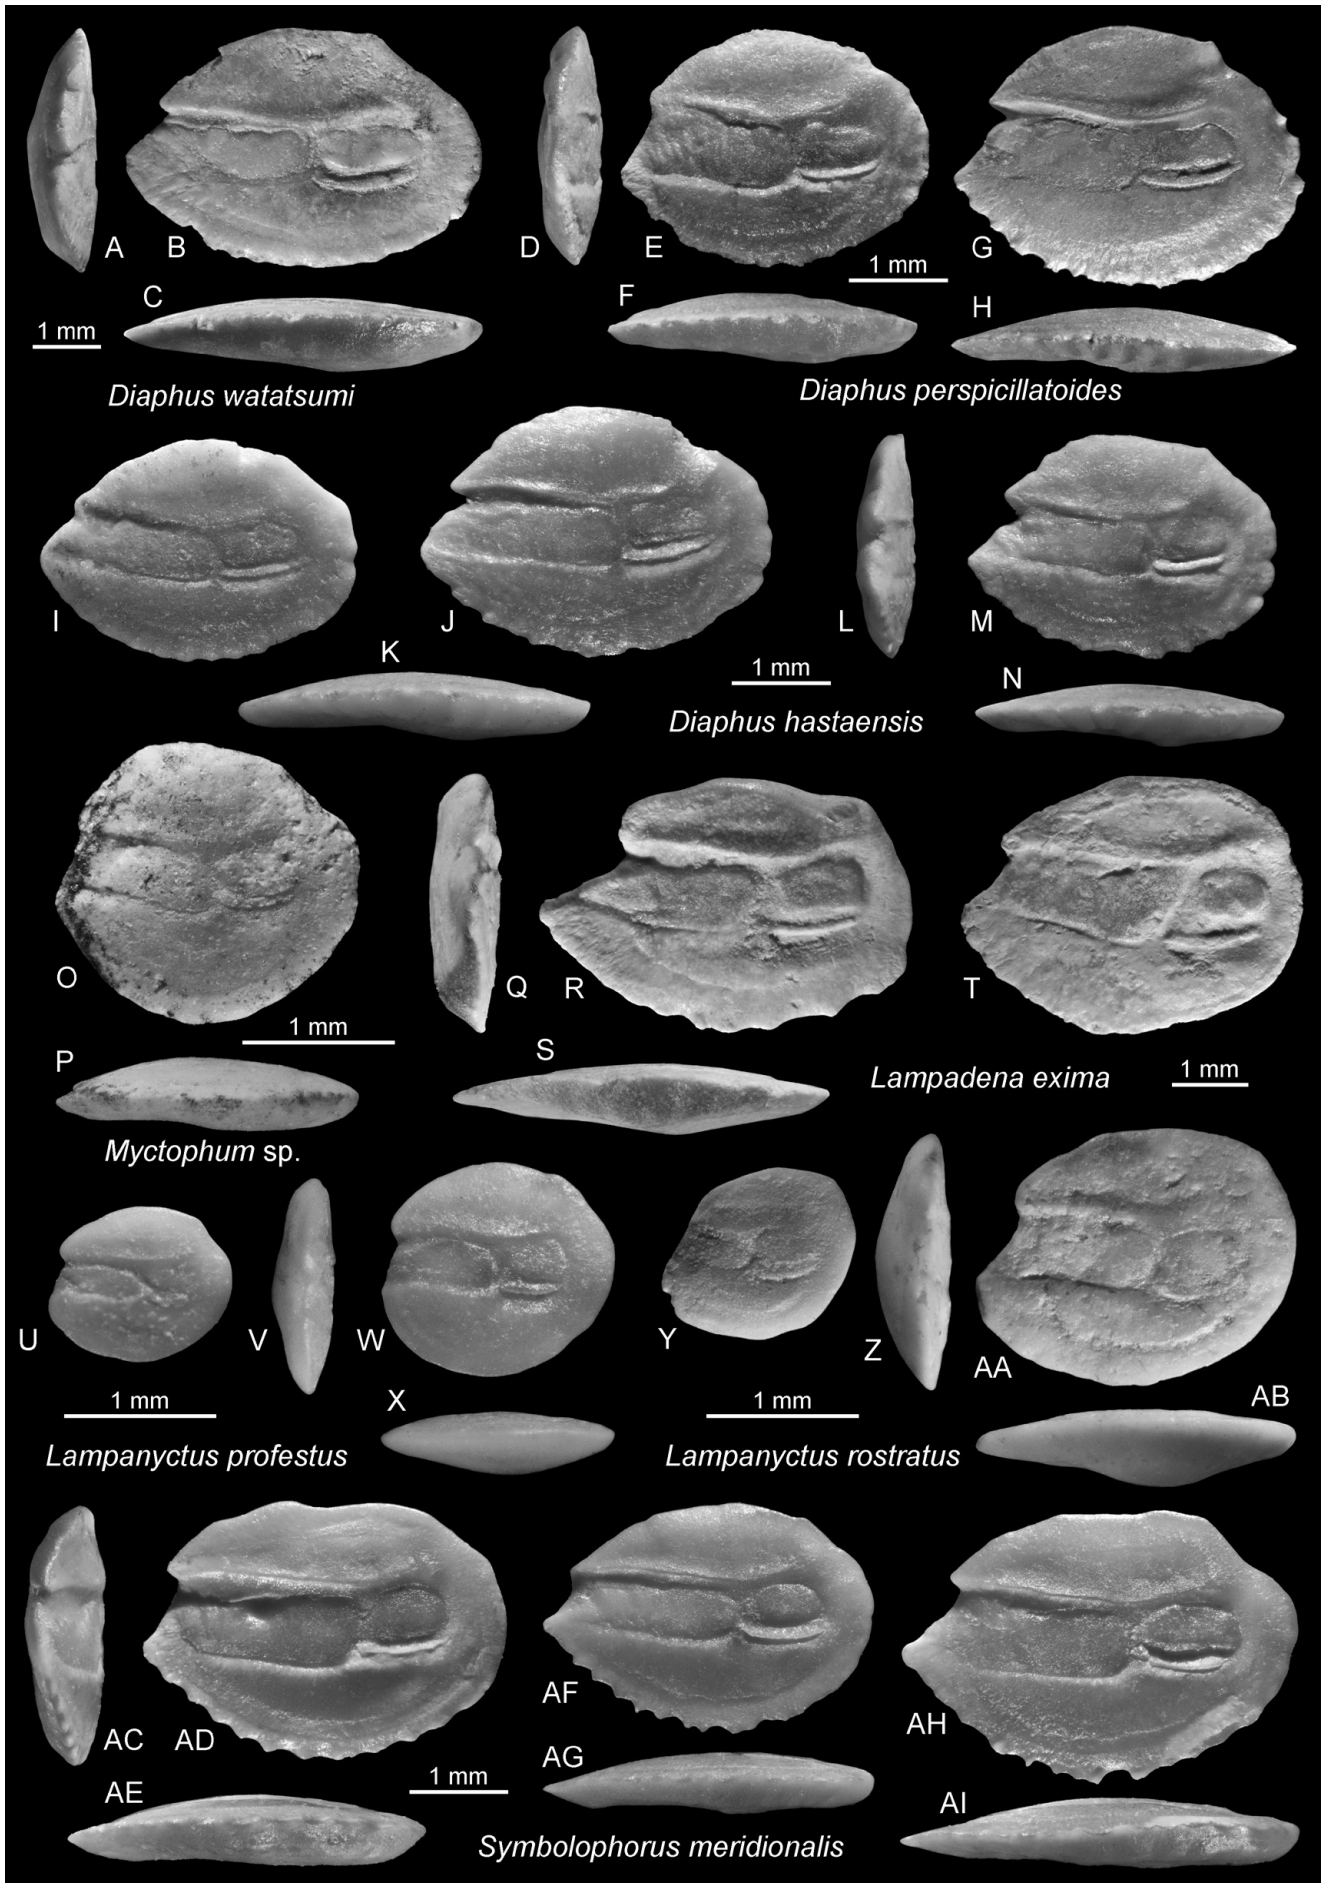 A
B
D
E
G
1 mm
C
F
H
1 mm
Diaphus watatsumi
Diaphus perspicillatoides
I
J
L
M
K
N
1 mm
Diaphus hastaensis
O
Q
R
T
1 mm
P
S
Lampadena exima
1 mm
Myctophum sp.
U
V
W
Y
Z
AA
1 mm
X
1 mm
AB
Lampanyctus profestus
Lampanyctus rostratus
AC
AD
AF
AH
AG
1 mm
AE
AI
Symbolophorus meridionalis